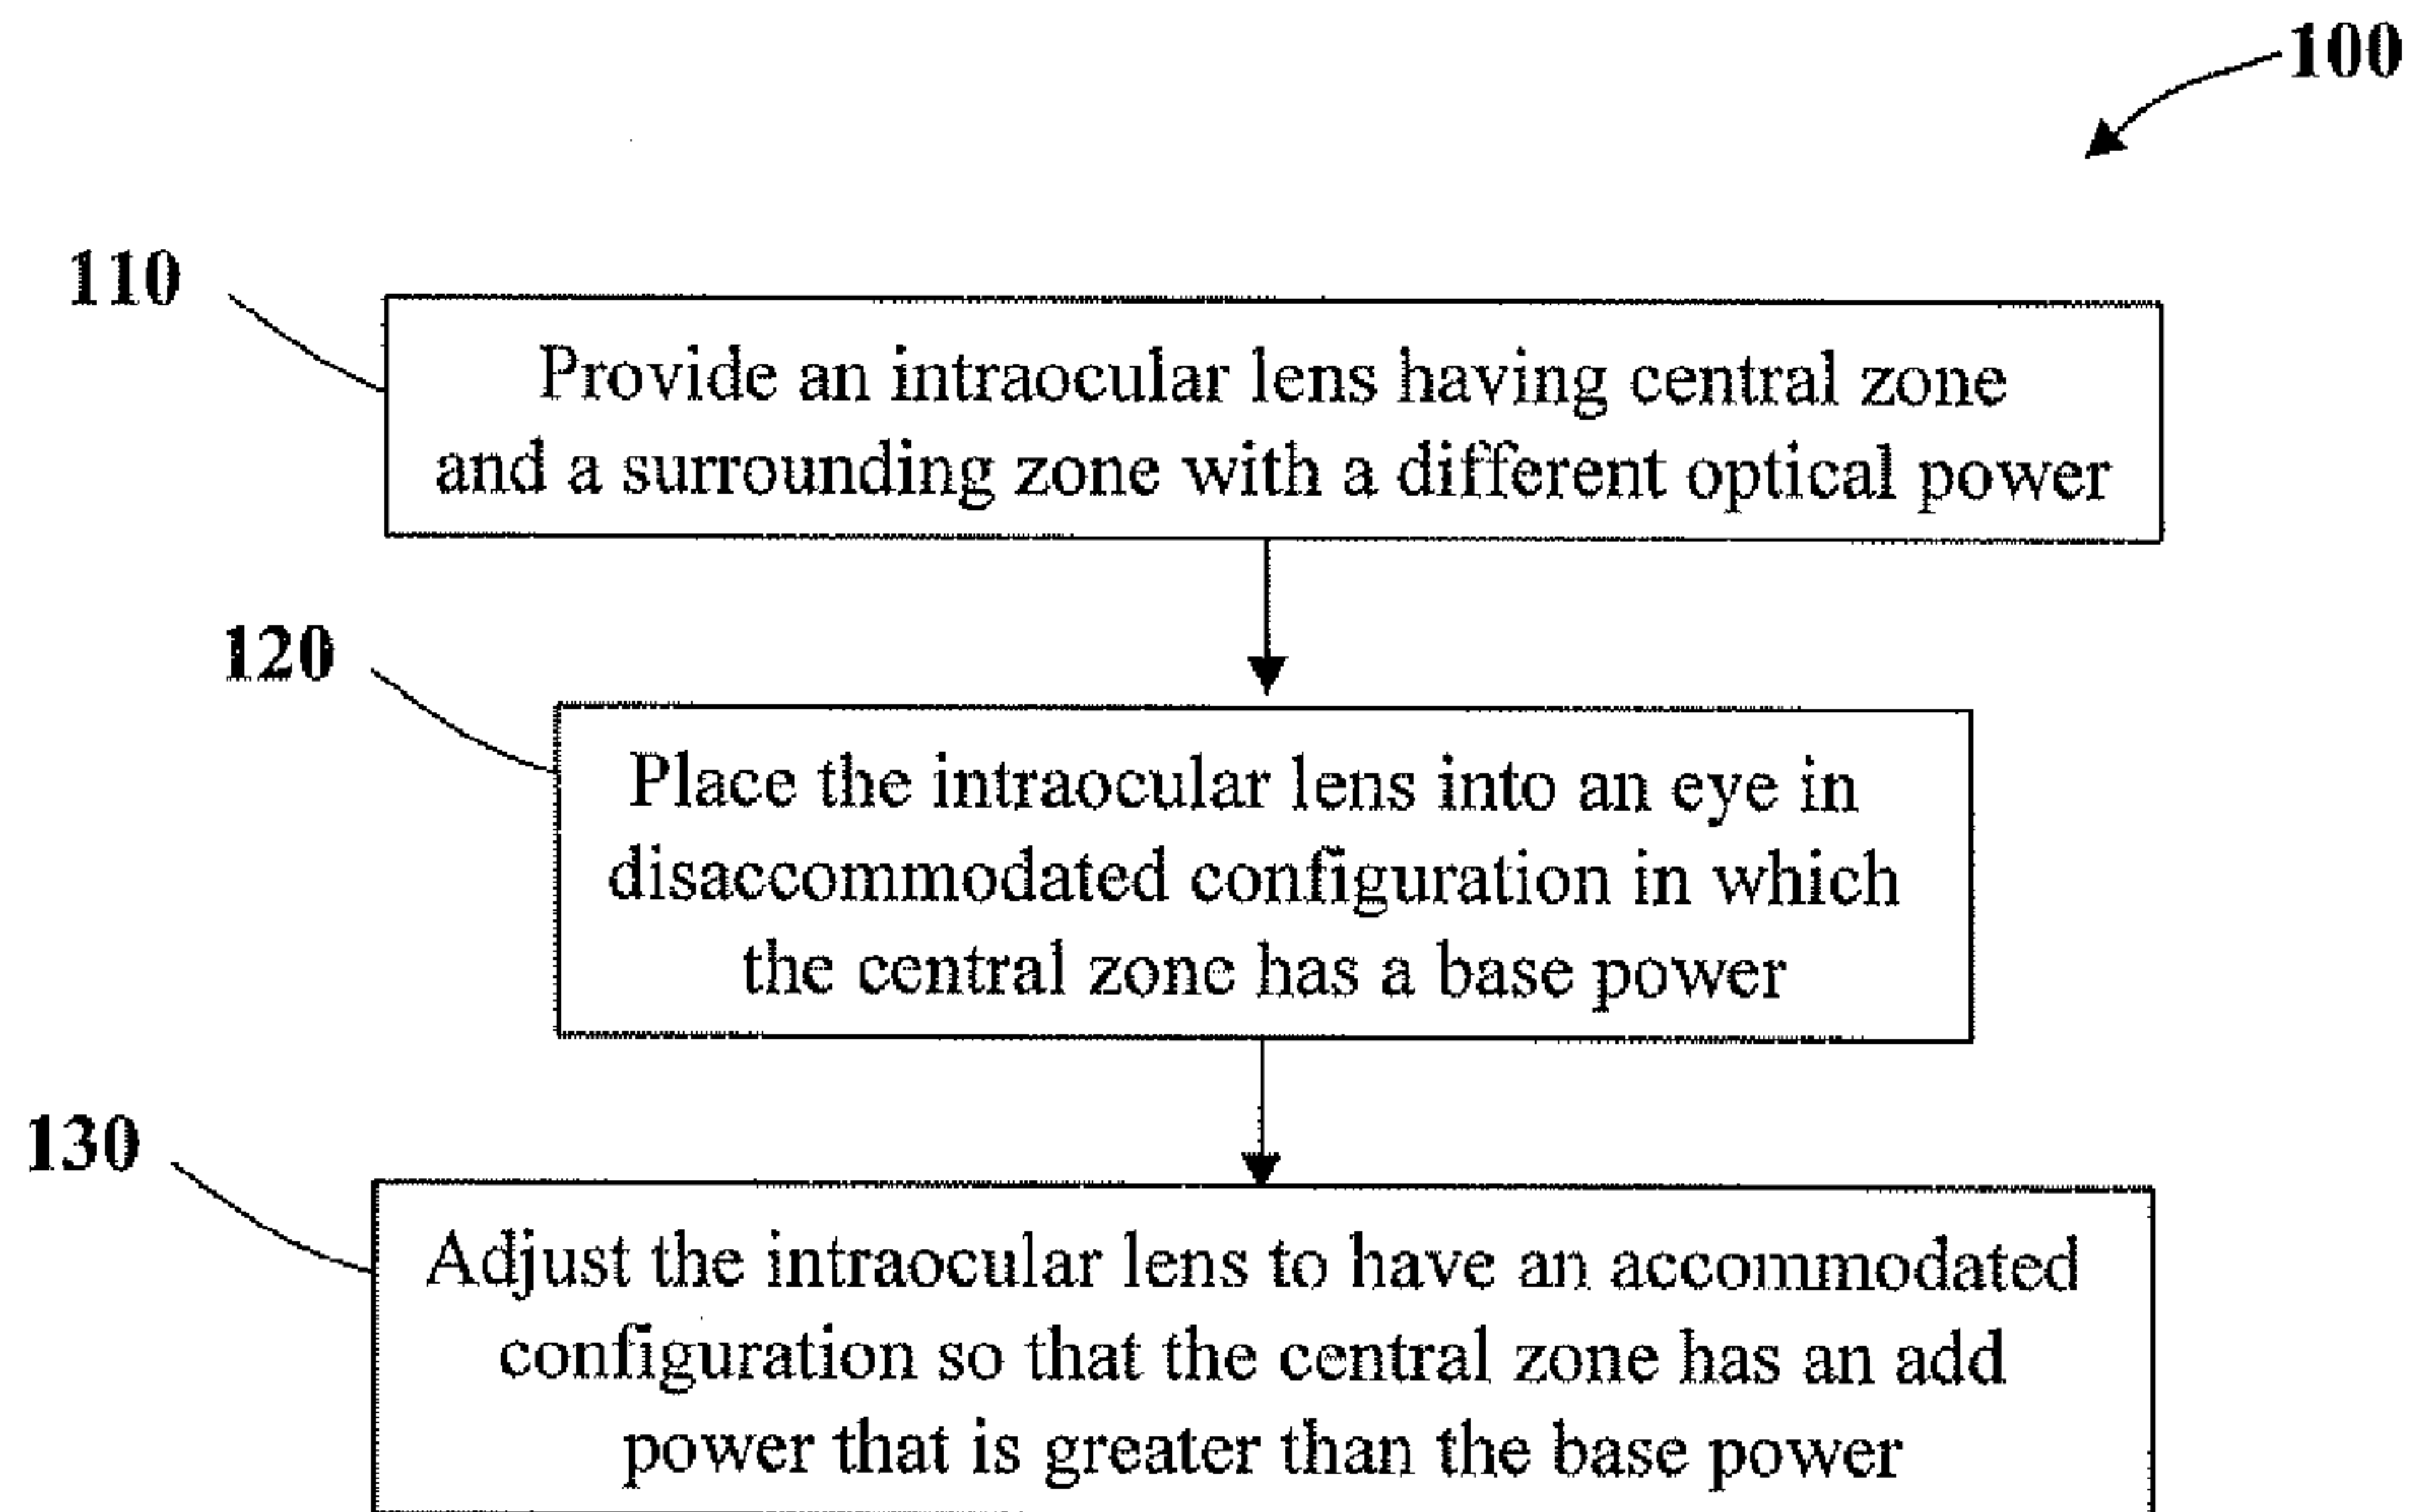 100
110
Provide an intraocular lens having central zone
and a surrounding zone with a different optical power
120
Place the intraocular lens into an eye in
disaccommodated configuration in which
the central zone has a base power
130
Adjust the intraocular lens to have an accommodated
configuration so that the central zone has an add
power that is greater than the base power